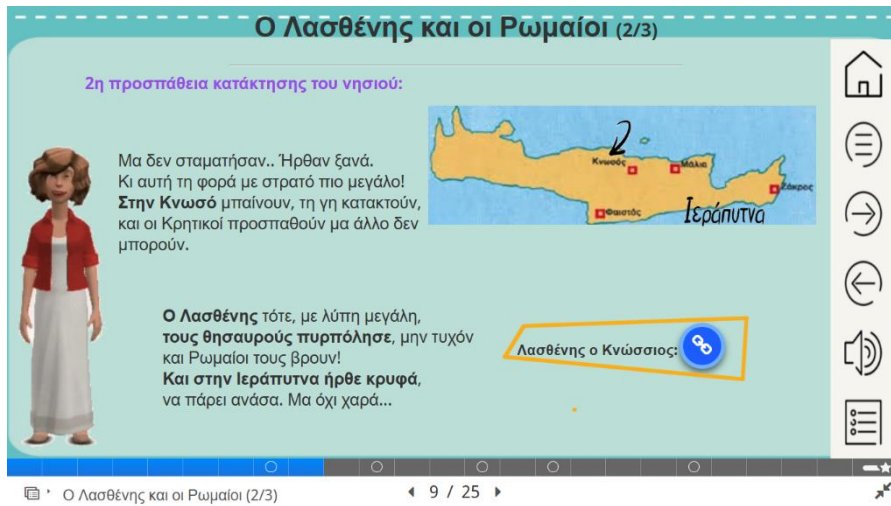 Ο Λασθένης και οι Ρωμαίοι (2/3)
2η προσπάθεια κατάκτησης του νησιού:
Μα δεν σταματήσαν.. Ήρθαν ξανά.
Κι αυτή τη φορά με στρατό πιο μεγάλο!
Στην Κνωσό μπαίνουν, τη γη κατακτούν,
και οι Κρητικοί προσπαθούν μα άλλο δεν
μπορούν.
Κνωσός
Μάλια
Ζάκρος
Φαιστός
Ιεράπυτνα
Ο Λασθένης τότε, με λύπη μεγάλη,
τους θησαυρούς πυρπόλησε, μην τυχόν
και Ρωμαίοι τους βρουν!
Και στην Ιεράπυτνα ήρθε κρυφά,
να πάρει ανάσα. Μα όχι χαρά...
Λασθένης ο Κνώσσιος:
Ο Λασθένης και οι Ρωμαίοι (2/3)
9 / 25